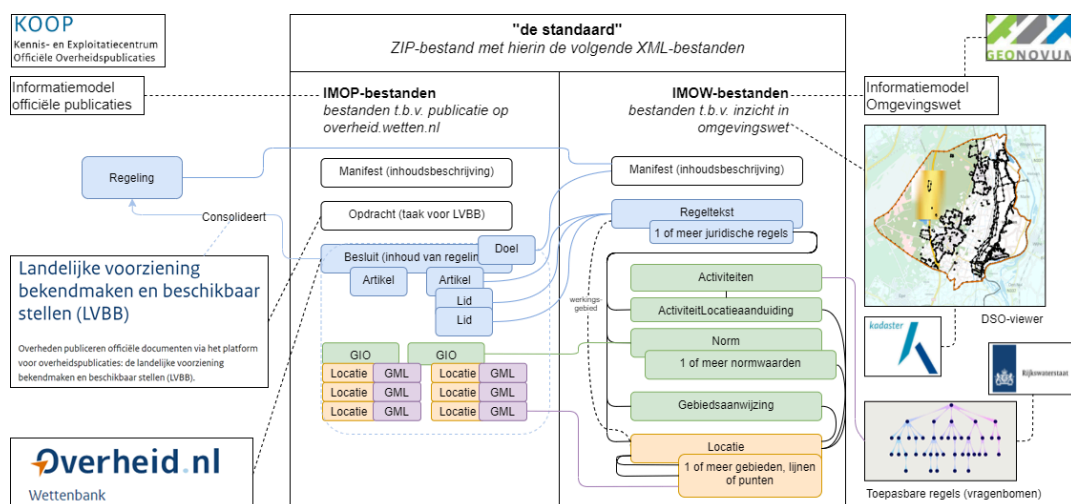 KOOP
Kennis- en Exploitatiecentrum
Officiële Overheidspublicaties
Informatiemodel
officiële publicaties
"de standaard"
ZIP-bestand met hierin de volgende XML-bestanden
GEONOVUM
Informatiemodel
Omgevingswet
IMOP-bestanden
bestanden t.b.v. publicatie op
overheid.wetten.nl
IMOW-bestanden
bestanden t.b.v. inzicht in
omgevingswet
Regeling
Consolideert
Manifest (inhoudsbeschrijving)
Opdracht (taak voor LVBB)
Doel
Besluit (inhoud van regelin
Artikel
Artikel
Lid
Lid
GIO
GIO
Locatie GML
Locatie GML
Locatie GML
Locatie GML
Locatie GML
Locatie GML
Manifest (inhoudsbeschrijving)
Regeltekst
1 of meer juridische regels
werkings-
gebied
Activiteiten
ActiviteitLocatieaanduiding
Norm
1 of meer normwaarden
Gebiedsaanwijzing
Locatie
1 of meer gebieden, lijnen
of punten
Landelijke voorziening
bekendmaken en beschikbaar
stellen (LVBB)
Overheden publiceren officiële documenten via het platform
voor overheidspublicaties: de landelijke voorziening
bekendmaken en beschikbaar stellen (LVBB).
Overheid.nl
Wettenbank
DSO-viewer
kadaster
Rijkswaterstaat
Toepasbare regels (vragenbomen)